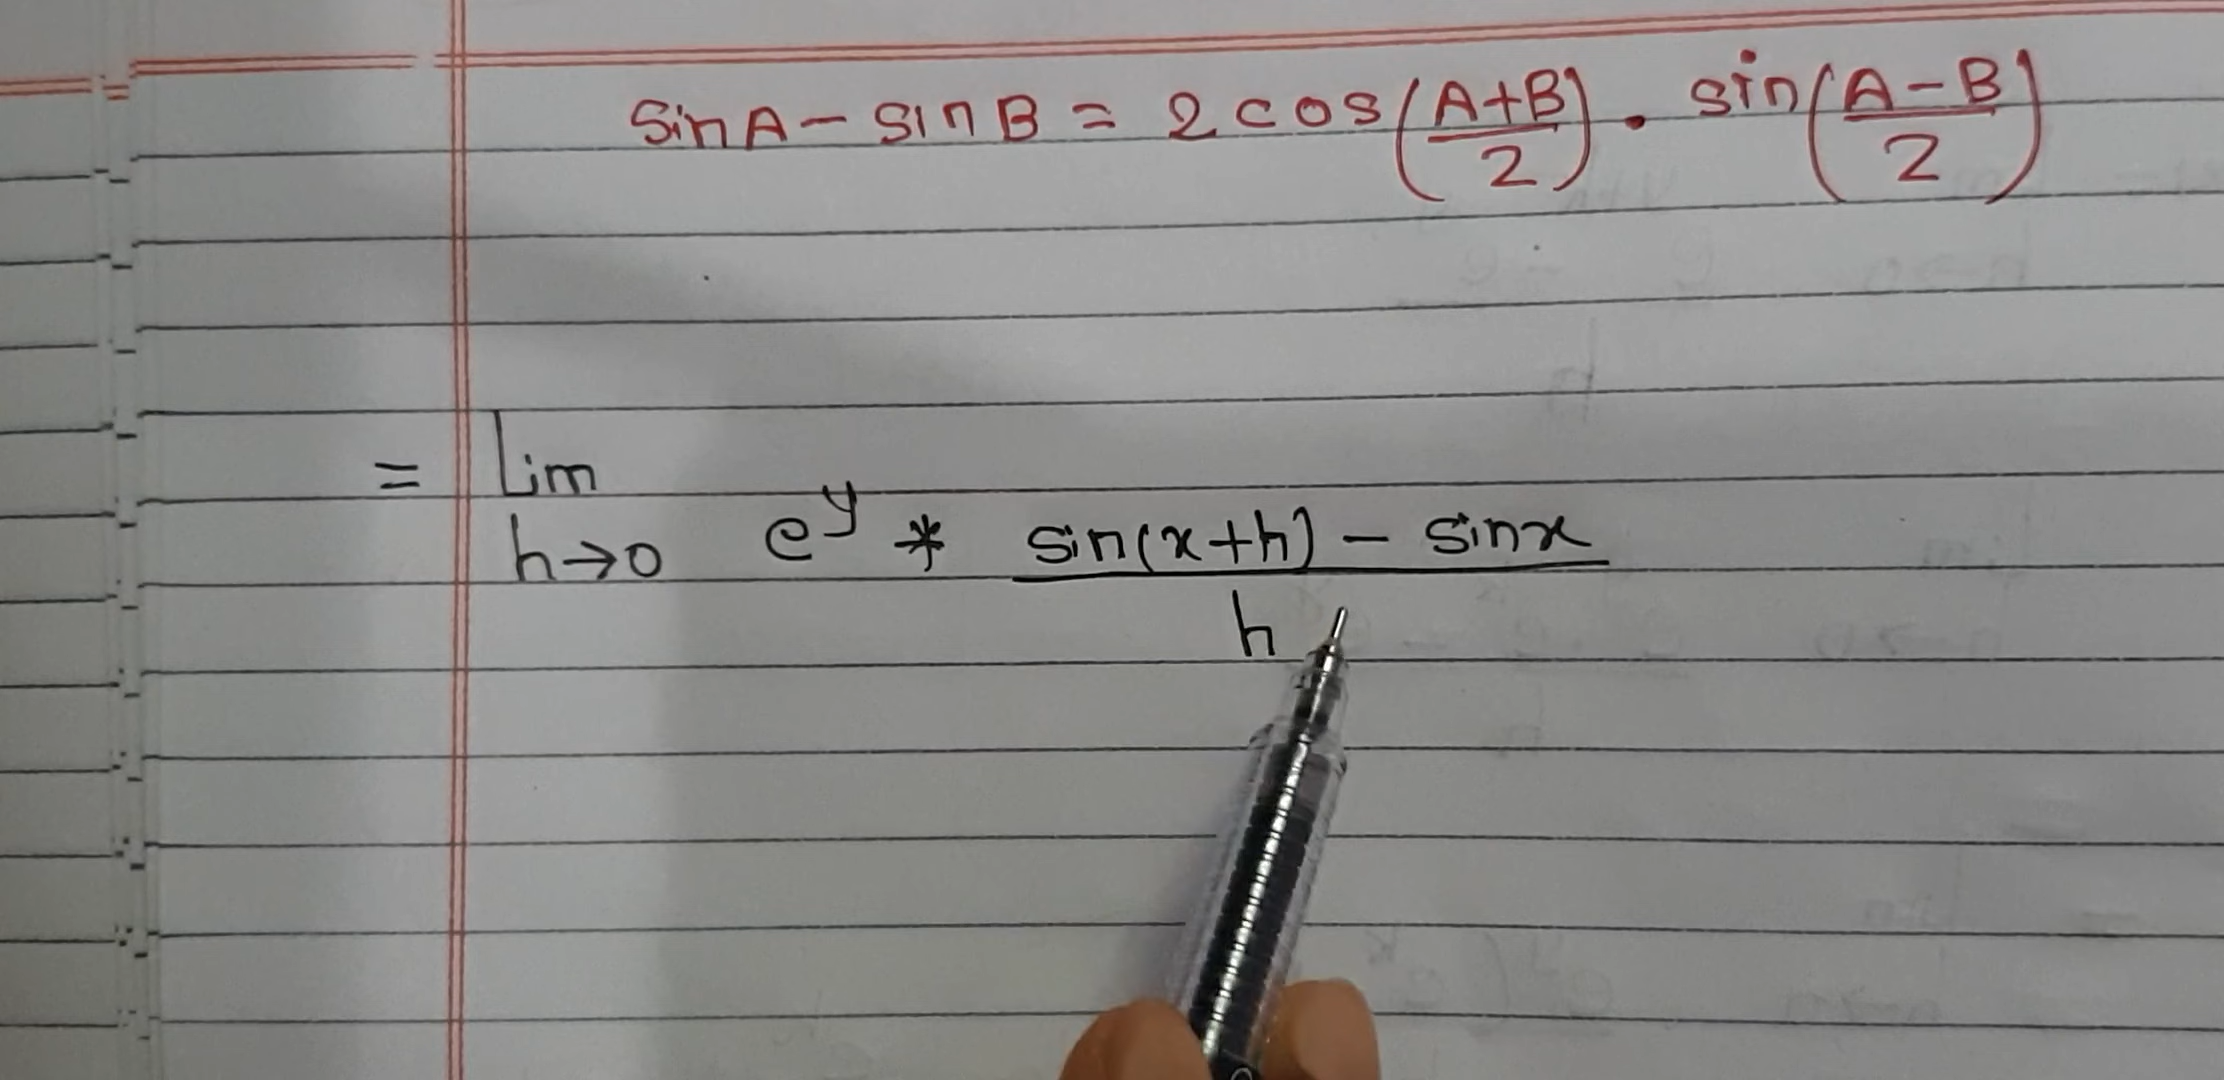 sinA - sinB = 2cos(A+B/2) . sin(A-B/2)
= Lim h→0 e^y * sin(x+h) - sinx / h